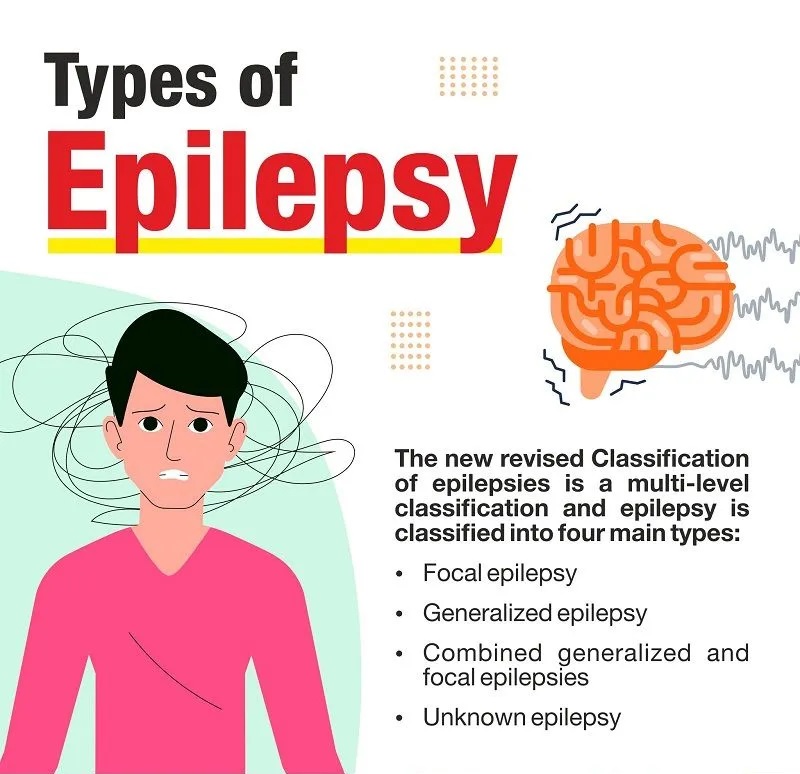 Types of
Epilepsy
The new revised Classification
of epilepsies is a multi-level
classification and epilepsy is
classified into four main types:
• Focal epilepsy
• Generalized epilepsy
• Combined generalized and
focal epilepsies
• Unknown epilepsy